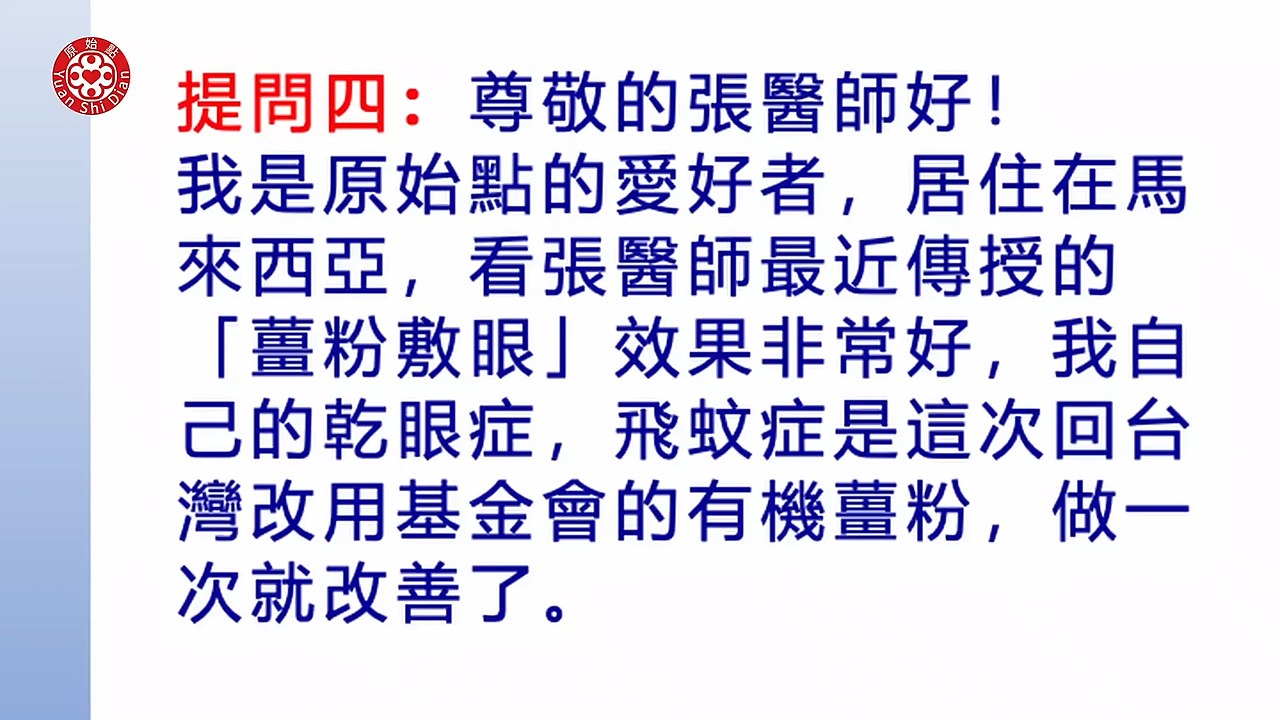 原始點
Yuan Shi Dian
提問四：尊敬的張醫師好！
我是原始點的愛好者，居住在馬
來西亞，看張醫師最近傳授的
「薑粉敷眼」效果非常好，我自
己的乾眼症，飛蚊症是這次回台
灣改用基金會的有機薑粉，做一
次就改善了。